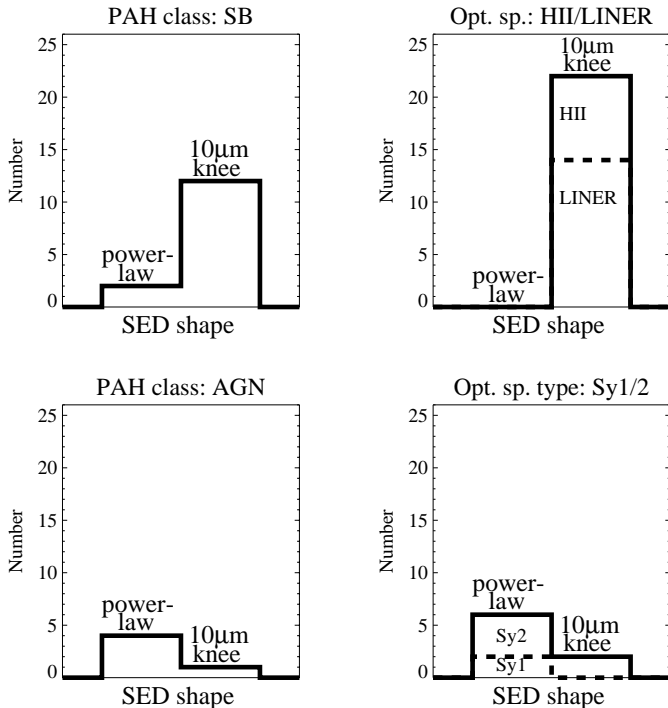 PAH class: SB
25
20
15
10
5
0
Number
10μm
knee
power-
law
SED shape
Opt. sp.: HII/LINER
25
20
15
10
5
0
Number
10μm
knee
HII
LINER
power-
law
SED shape
PAH class: AGN
25
20
15
10
5
0
Number
power-
law
10μm
knee
SED shape
Opt. sp. type: Sy1/2
25
20
15
10
5
0
Number
power-
law
10μm
knee
Sy2
Sy1
SED shape